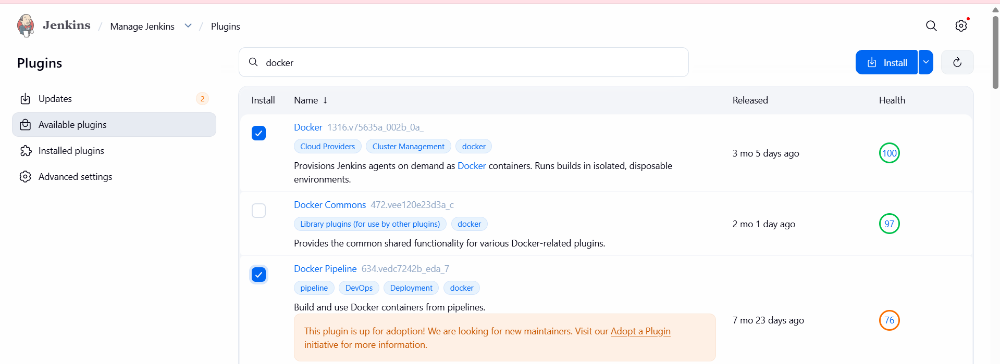 Jenkins / Manage Jenkins / Plugins
Plugins
docker
Install
Updates 2
Available plugins
Installed plugins
Advanced settings
Install Name ↓ Released Health
Docker 1316.v75635a_002b_0a_
Cloud Providers Cluster Management docker
Provisions Jenkins agents on demand as Docker containers. Runs builds in isolated, disposable
environments.
3 mo 5 days ago
100
Docker Commons 472.vee120e23d3a_c
Library plugins (for use by other plugins) docker
Provides the common shared functionality for various Docker-related plugins.
2 mo 1 day ago
97
Docker Pipeline 634.vedc7242b_eda_7
pipeline DevOps Deployment docker
Build and use Docker containers from pipelines.
This plugin is up for adoption! We are looking for new maintainers. Visit our Adopt a Plugin
initiative for more information.
7 mo 23 days ago
76